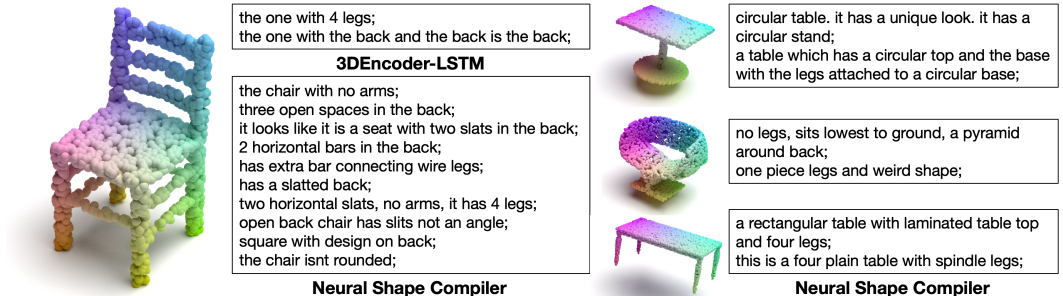 the one with 4 legs;
the one with the back and the back is the back;
3DEncoder-LSTM
the chair with no arms;
three open spaces in the back;
it looks like it is a seat with two slats in the back;
2 horizontal bars in the back;
has extra bar connecting wire legs;
has a slatted back;
two horizontal slats, no arms, it has 4 legs;
open back chair has slits not an angle;
square with design on back;
the chair isnt rounded;
Neural Shape Compiler
circular table. it has a unique look. it has a
circular stand;
a table which has a circular top and the base
with the legs attached to a circular base;
no legs, sits lowest to ground, a pyramid
around back;
one piece legs and weird shape;
a rectangular table with laminated table top
and four legs;
this is a four plain table with spindle legs;
Neural Shape Compiler